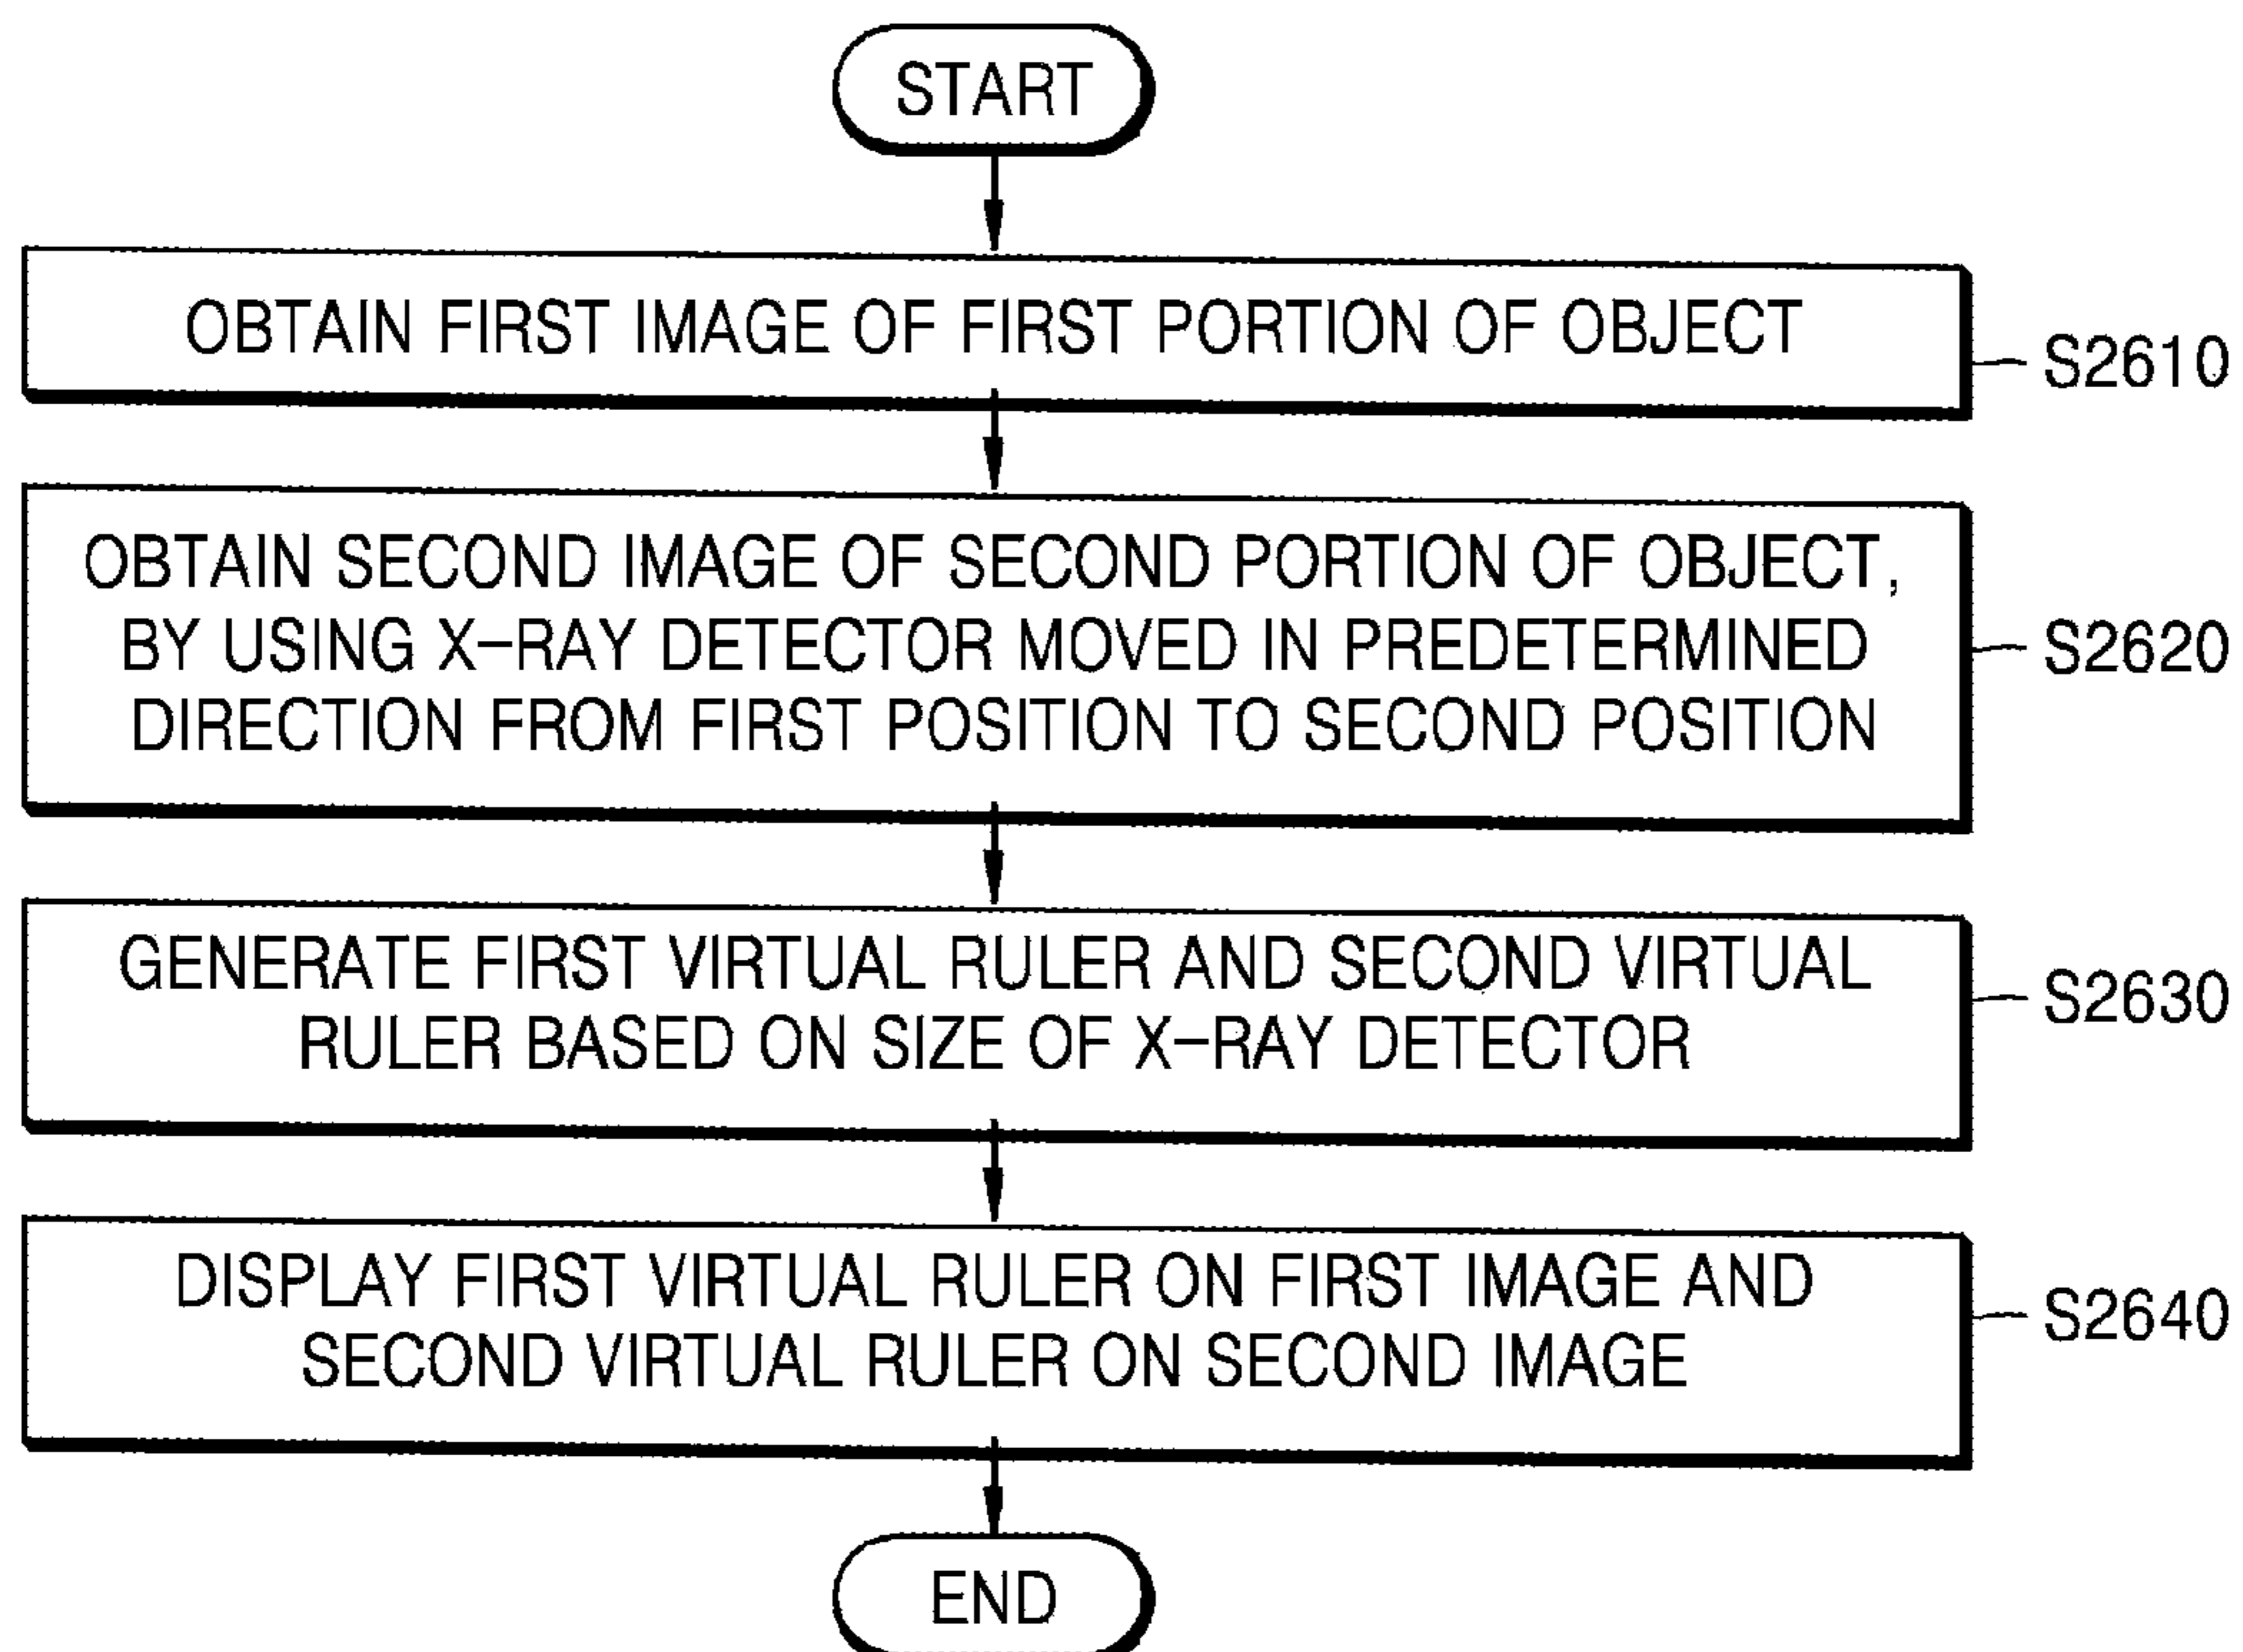 START
OBTAIN FIRST IMAGE OF FIRST PORTION OF OBJECT
S2610
OBTAIN SECOND IMAGE OF SECOND PORTION OF OBJECT,
BY USING X-RAY DETECTOR MOVED IN PREDETERMINED
DIRECTION FROM FIRST POSITION TO SECOND POSITION
S2620
GENERATE FIRST VIRTUAL RULER AND SECOND VIRTUAL
RULER BASED ON SIZE OF X-RAY DETECTOR
S2630
DISPLAY FIRST VIRTUAL RULER ON FIRST IMAGE AND
SECOND VIRTUAL RULER ON SECOND IMAGE
S2640
END